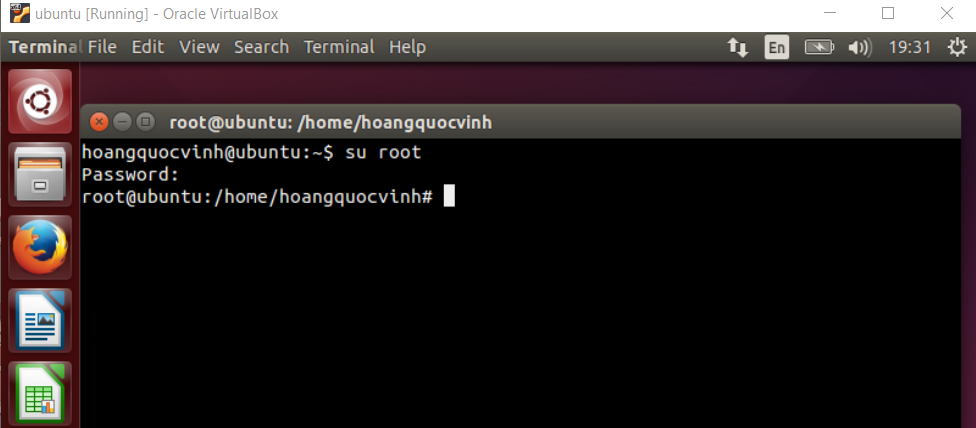 ubuntu [Running] - Oracle VirtualBox
Terminal File Edit View Search Terminal Help En 19:31
root@ubuntu: /home/hoangquocvinh
hoangquocvinh@ubuntu:~$ su root
Password:
root@ubuntu:/home/hoangquocvinh#